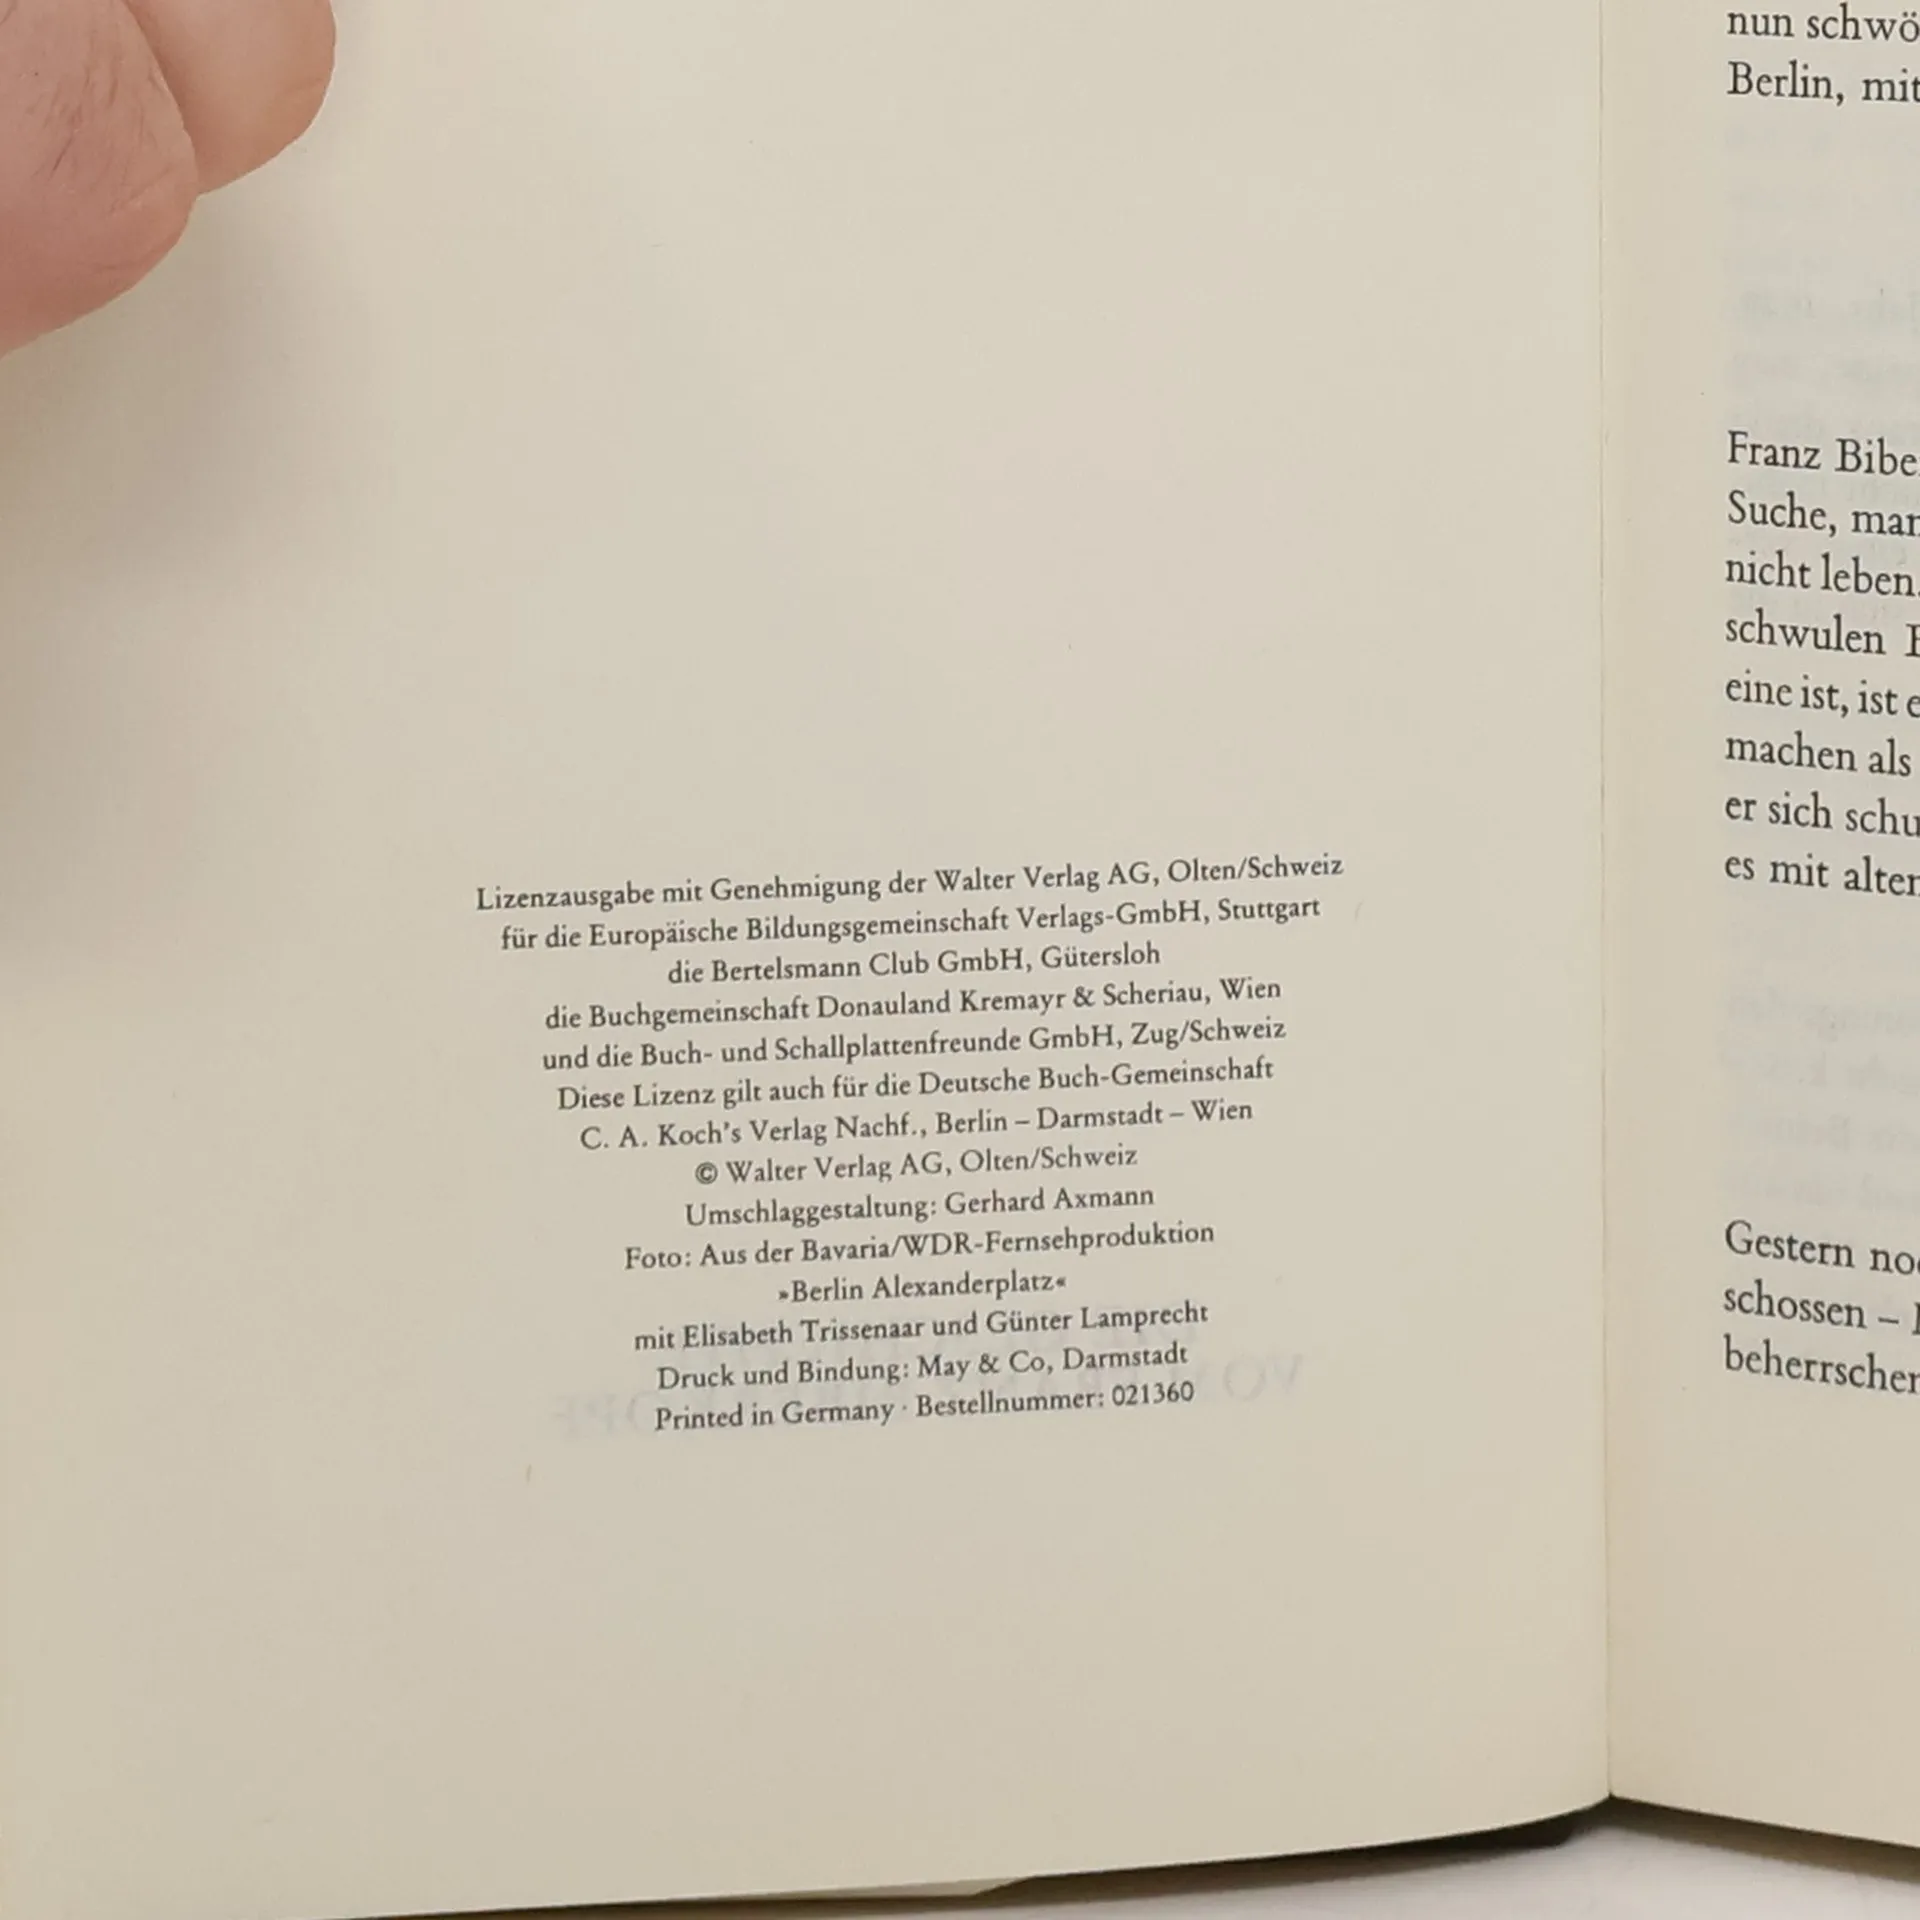 Lizenzausgabe mit Genehmigung der Walter Verlag AG, Olten/Schweiz
für die Europäische Bildungsgemeinschaft Verlags-GmbH, Stuttgart
die Bertelsmann Club GmbH, Gütersloh
die Buchgemeinschaft Donauland Kremayr & Scheriau, Wien
und die Buch- und Schallplattenfreunde GmbH, Zug/Schweiz
Diese Lizenz gilt auch für die Deutsche Buch-Gemeinschaft
C. A. Koch's Verlag Nachf., Berlin – Darmstadt – Wien
© Walter Verlag AG, Olten/Schweiz
Umschlaggestaltung: Gerhard Axmann
Foto: Aus der Bavaria/WDR-Fernsehproduktion
»Berlin Alexanderplatz«
mit Elisabeth Trissenaar und Günter Lamprecht
Druck und Bindung: May & Co, Darmstadt
Printed in Germany · Bestellnummer: 021360
nun schwö
Berlin, mit
Franz Bibe
Suche, man
nicht leben.
schwulen
eine ist, ist e
machen als
er sich schu
es mit alten
Gestern noc
schossen –
beherrschen